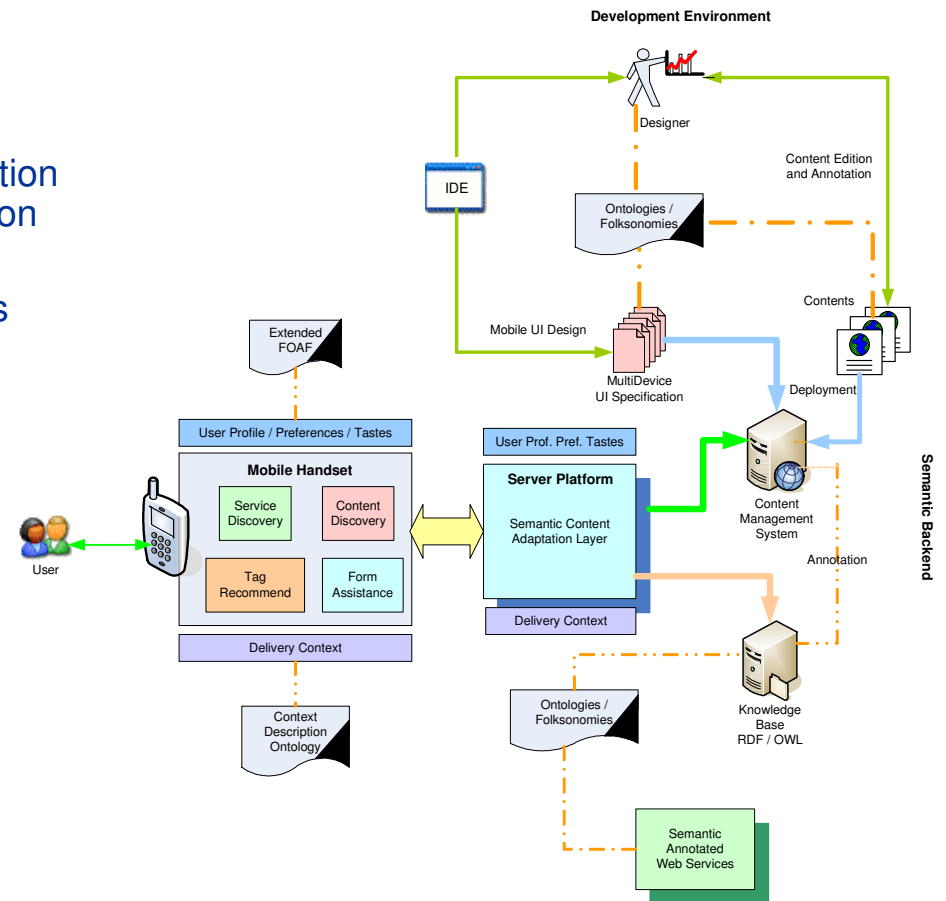 Development Environment
Designer
tion
on
s
IDE
Content Edition
and Annotation
Ontologies /
Folksonomies
Contents
Mobile UI Design
Extended
FOAF
MultiDevice
UI Specification
Deployment
User Profile / Preferences / Tastes
User Prof. Pref. Tastes
Mobile Handset
Service
Discovery
Content
Discovery
Tag
Recommend
Form
Assistance
Server Platform
Semantic Content
Adaptation Layer
Content
Management
System
Semantic Backend
User
Annotation
Delivery Context
Delivery Context
Context
Description
Ontology
Ontologies /
Folksonomies
Knowledge
Base
RDF / OWL
Semantic
Annotated
Web Services